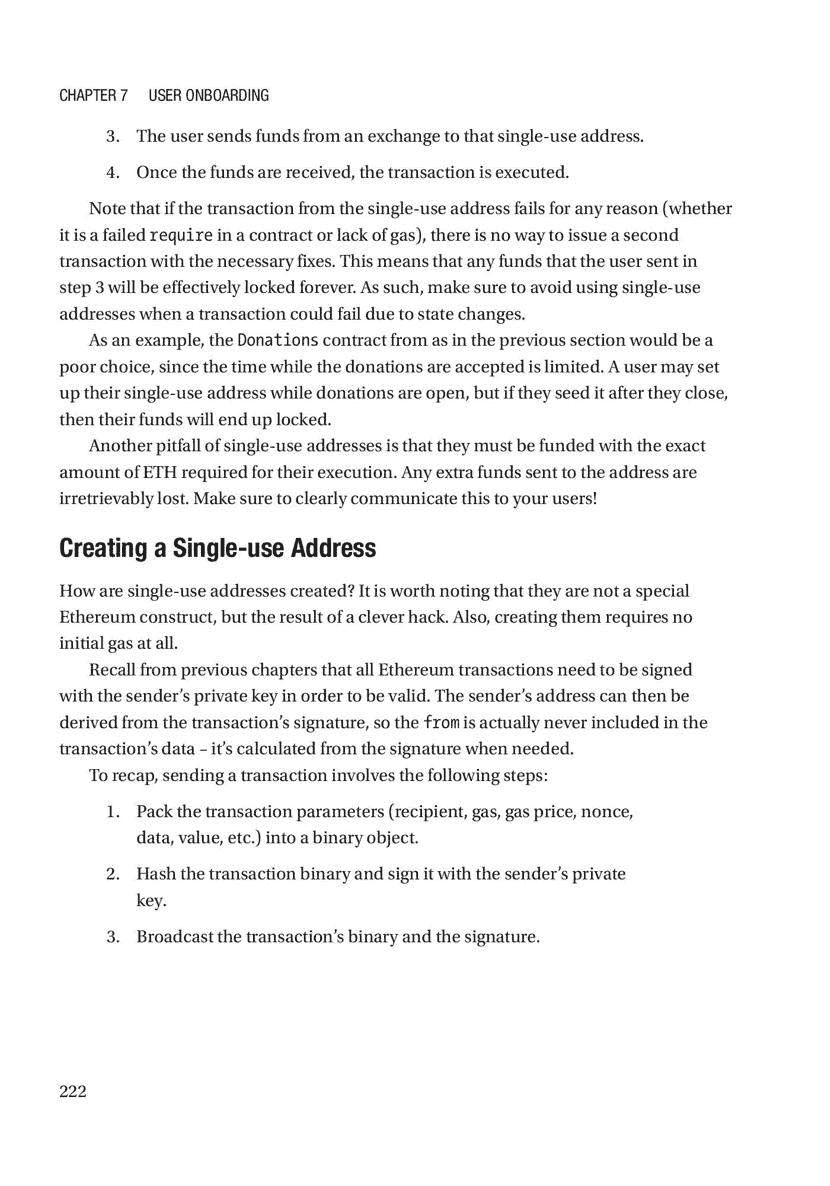 CHAPTER 7 USER ONBOARDING
3. The user sends funds from an exchange to that single-use address.
4. Once the funds are received, the transaction is executed.
Note that if the transaction from the single-use address fails for any reason (whether
it is a failed require in a contract or lack of gas), there is no way to issue a second
transaction with the necessary fixes. This means that any funds that the user sent in
step 3 will be effectively locked forever. As such, make sure to avoid using single-use
addresses when a transaction could fail due to state changes.
As an example, the Donations contract from as in the previous section would be a
poor choice, since the time while the donations are accepted is limited. A user may set
up their single-use address while donations are open, but if they seed it after they close,
then their funds will end up locked.
Another pitfall of single-use addresses is that they must be funded with the exact
amount of ETH required for their execution. Any extra funds sent to the address are
irretrievably lost. Make sure to clearly communicate this to your users!
Creating a Single-use Address
How are single-use addresses created? It is worth noting that they are not a special
Ethereum construct, but the result of a clever hack. Also, creating them requires no
initial gas at all.
Recall from previous chapters that all Ethereum transactions need to be signed
with the sender’s private key in order to be valid. The sender’s address can then be
derived from the transaction’s signature, so the from is actually never included in the
transaction’s data – it’s calculated from the signature when needed.
To recap, sending a transaction involves the following steps:
1. Pack the transaction parameters (recipient, gas, gas price, nonce,
data, value, etc.) into a binary object.
2. Hash the transaction binary and sign it with the sender’s private
key.
3. Broadcast the transaction’s binary and the signature.
222